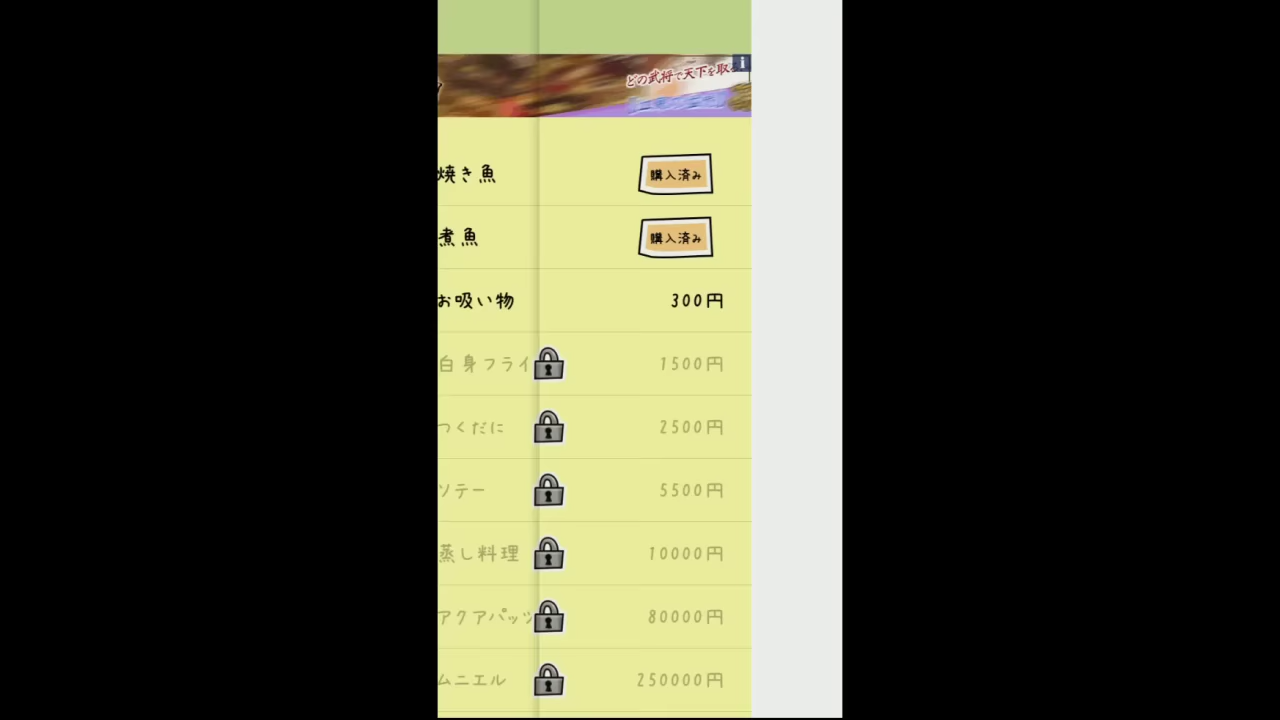 どの武将で天下を取る
焼き魚 購入済み
煮魚 購入済み
お吸い物 300円
白身フライ 1500円
つくだに 2500円
ソテー 5500円
蒸し料理 10000円
アクアパッツ 80000円
ムニエル 250000円